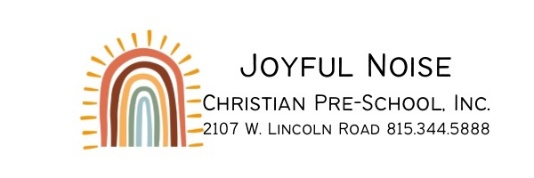 Joyful Noise
Christian Pre-School, Inc.
2107 W. Lincoln Road 815.344.5888